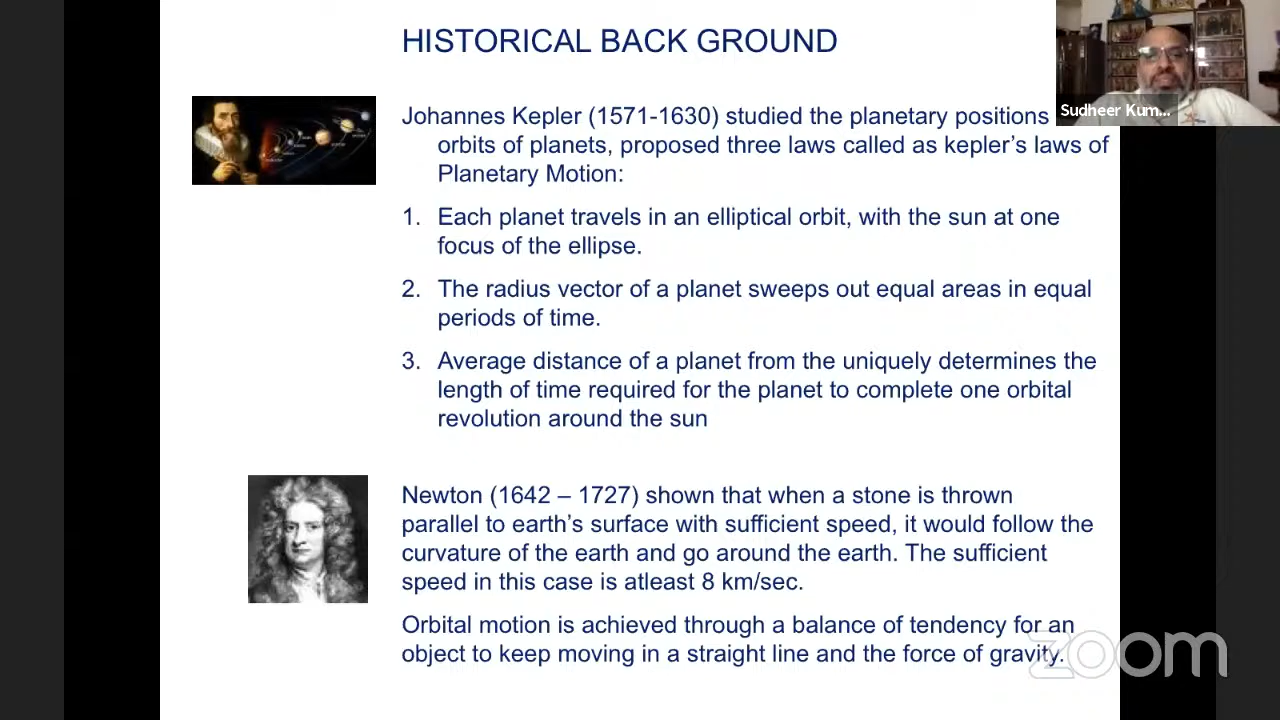 HISTORICAL BACK GROUND
Sudheer Kum...
Johannes Kepler (1571-1630) studied the planetary positions
orbits of planets, proposed three laws called as kepler's laws of
Planetary Motion:
1. Each planet travels in an elliptical orbit, with the sun at one
focus of the ellipse.
2. The radius vector of a planet sweeps out equal areas in equal
periods of time.
3. Average distance of a planet from the uniquely determines the
length of time required for the planet to complete one orbital
revolution around the sun
Newton (1642 – 1727) shown that when a stone is thrown
parallel to earth's surface with sufficient speed, it would follow the
curvature of the earth and go around the earth. The sufficient
speed in this case is atleast 8 km/sec.
Orbital motion is achieved through a balance of tendency for an
object to keep moving in a straight line and the force of gravity.
zoom